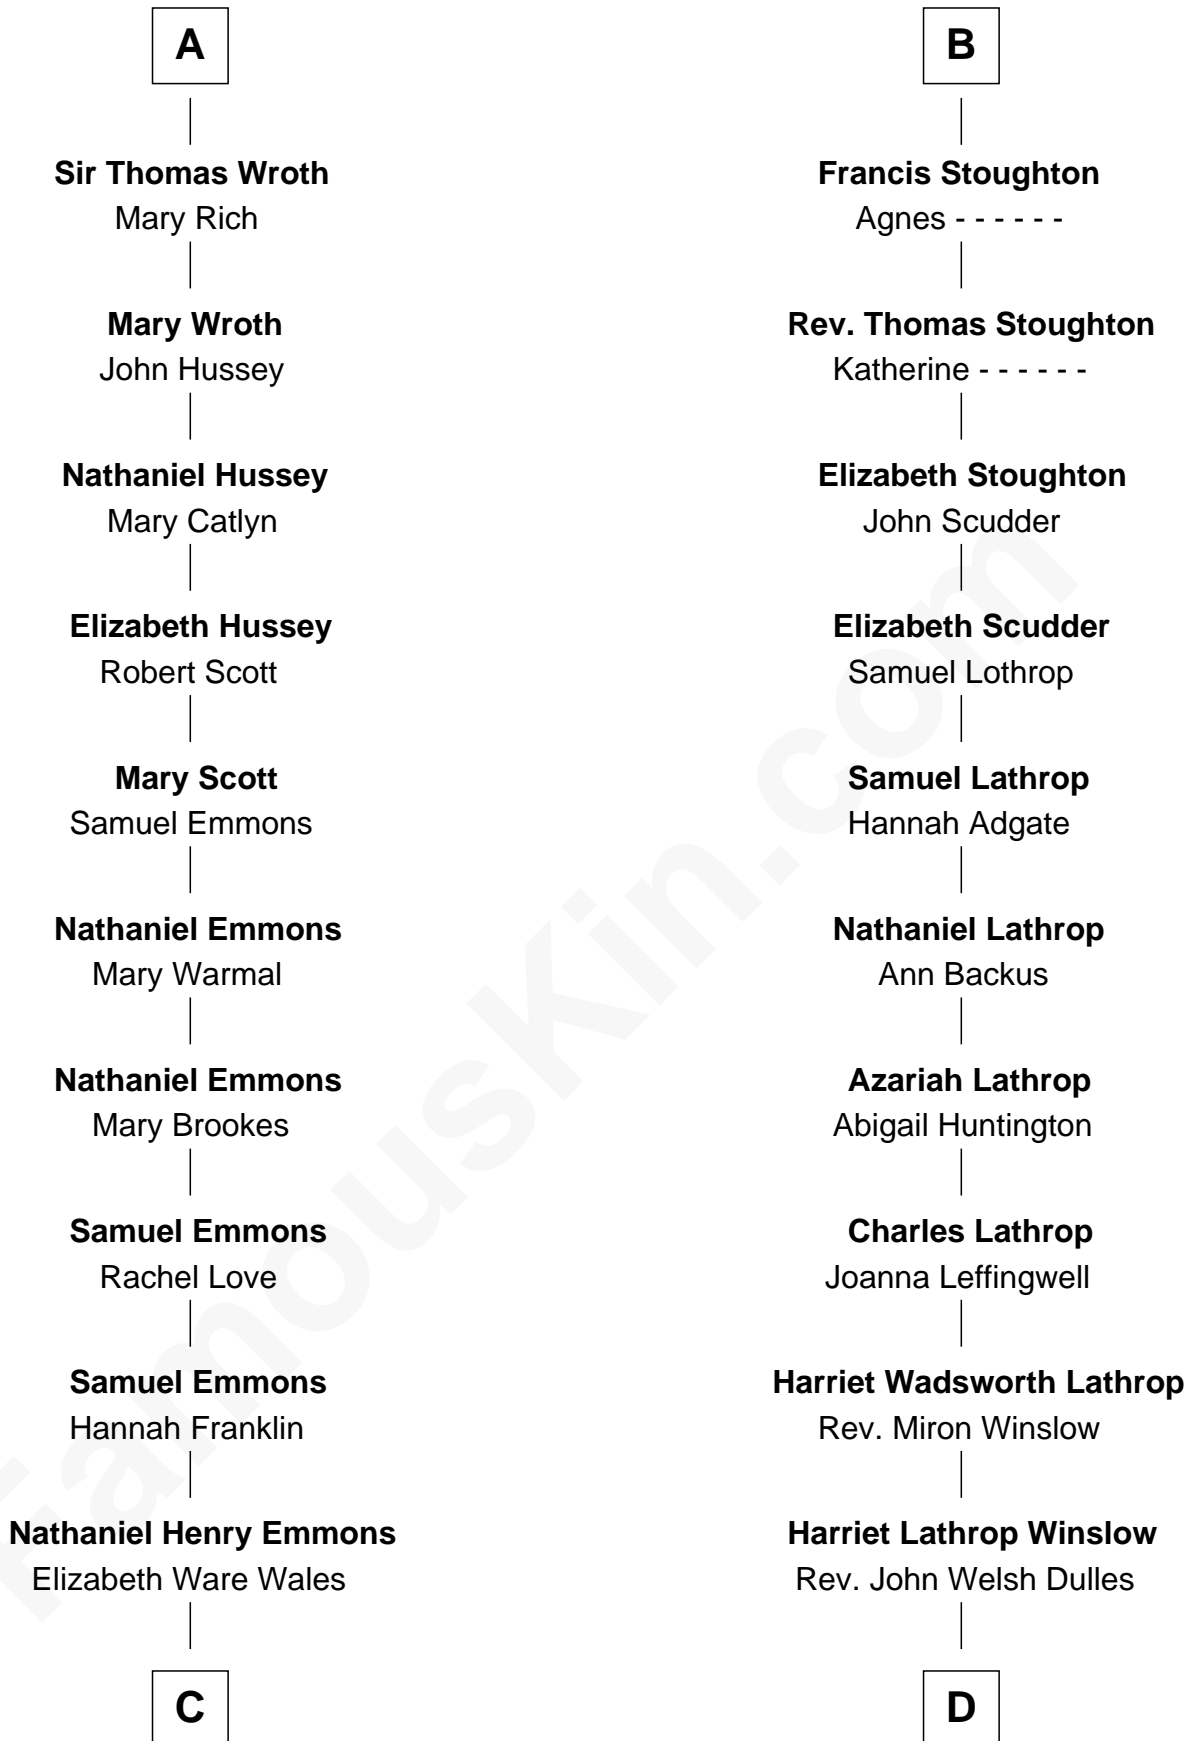 A
Sir Thomas Wroth
Mary Rich
Mary Wroth
John Hussey
Nathaniel Hussey
Mary Catlyn
Elizabeth Hussey
Robert Scott
Mary Scott
Samuel Emmons
Nathaniel Emmons
Mary Warmal
Nathaniel Emmons
Mary Brookes
Samuel Emmons
Rachel Love
Samuel Emmons
Hannah Franklin
Nathaniel Henry Emmons
Elizabeth Ware Wales
C
B
Francis Stoughton
Agnes - - - - - -
Rev. Thomas Stoughton
Katherine - - - - - -
Elizabeth Stoughton
John Scudder
Elizabeth Scudder
Samuel Lothrop
Samuel Lathrop
Hannah Adgate
Nathaniel Lathrop
Ann Backus
Azariah Lathrop
Abigail Huntington
Charles Lathrop
Joanna Leffingwell
Harriet Wadsworth Lathrop
Rev. Miron Winslow
Harriet Lathrop Winslow
Rev. John Welsh Dulles
D
FamousKin.com